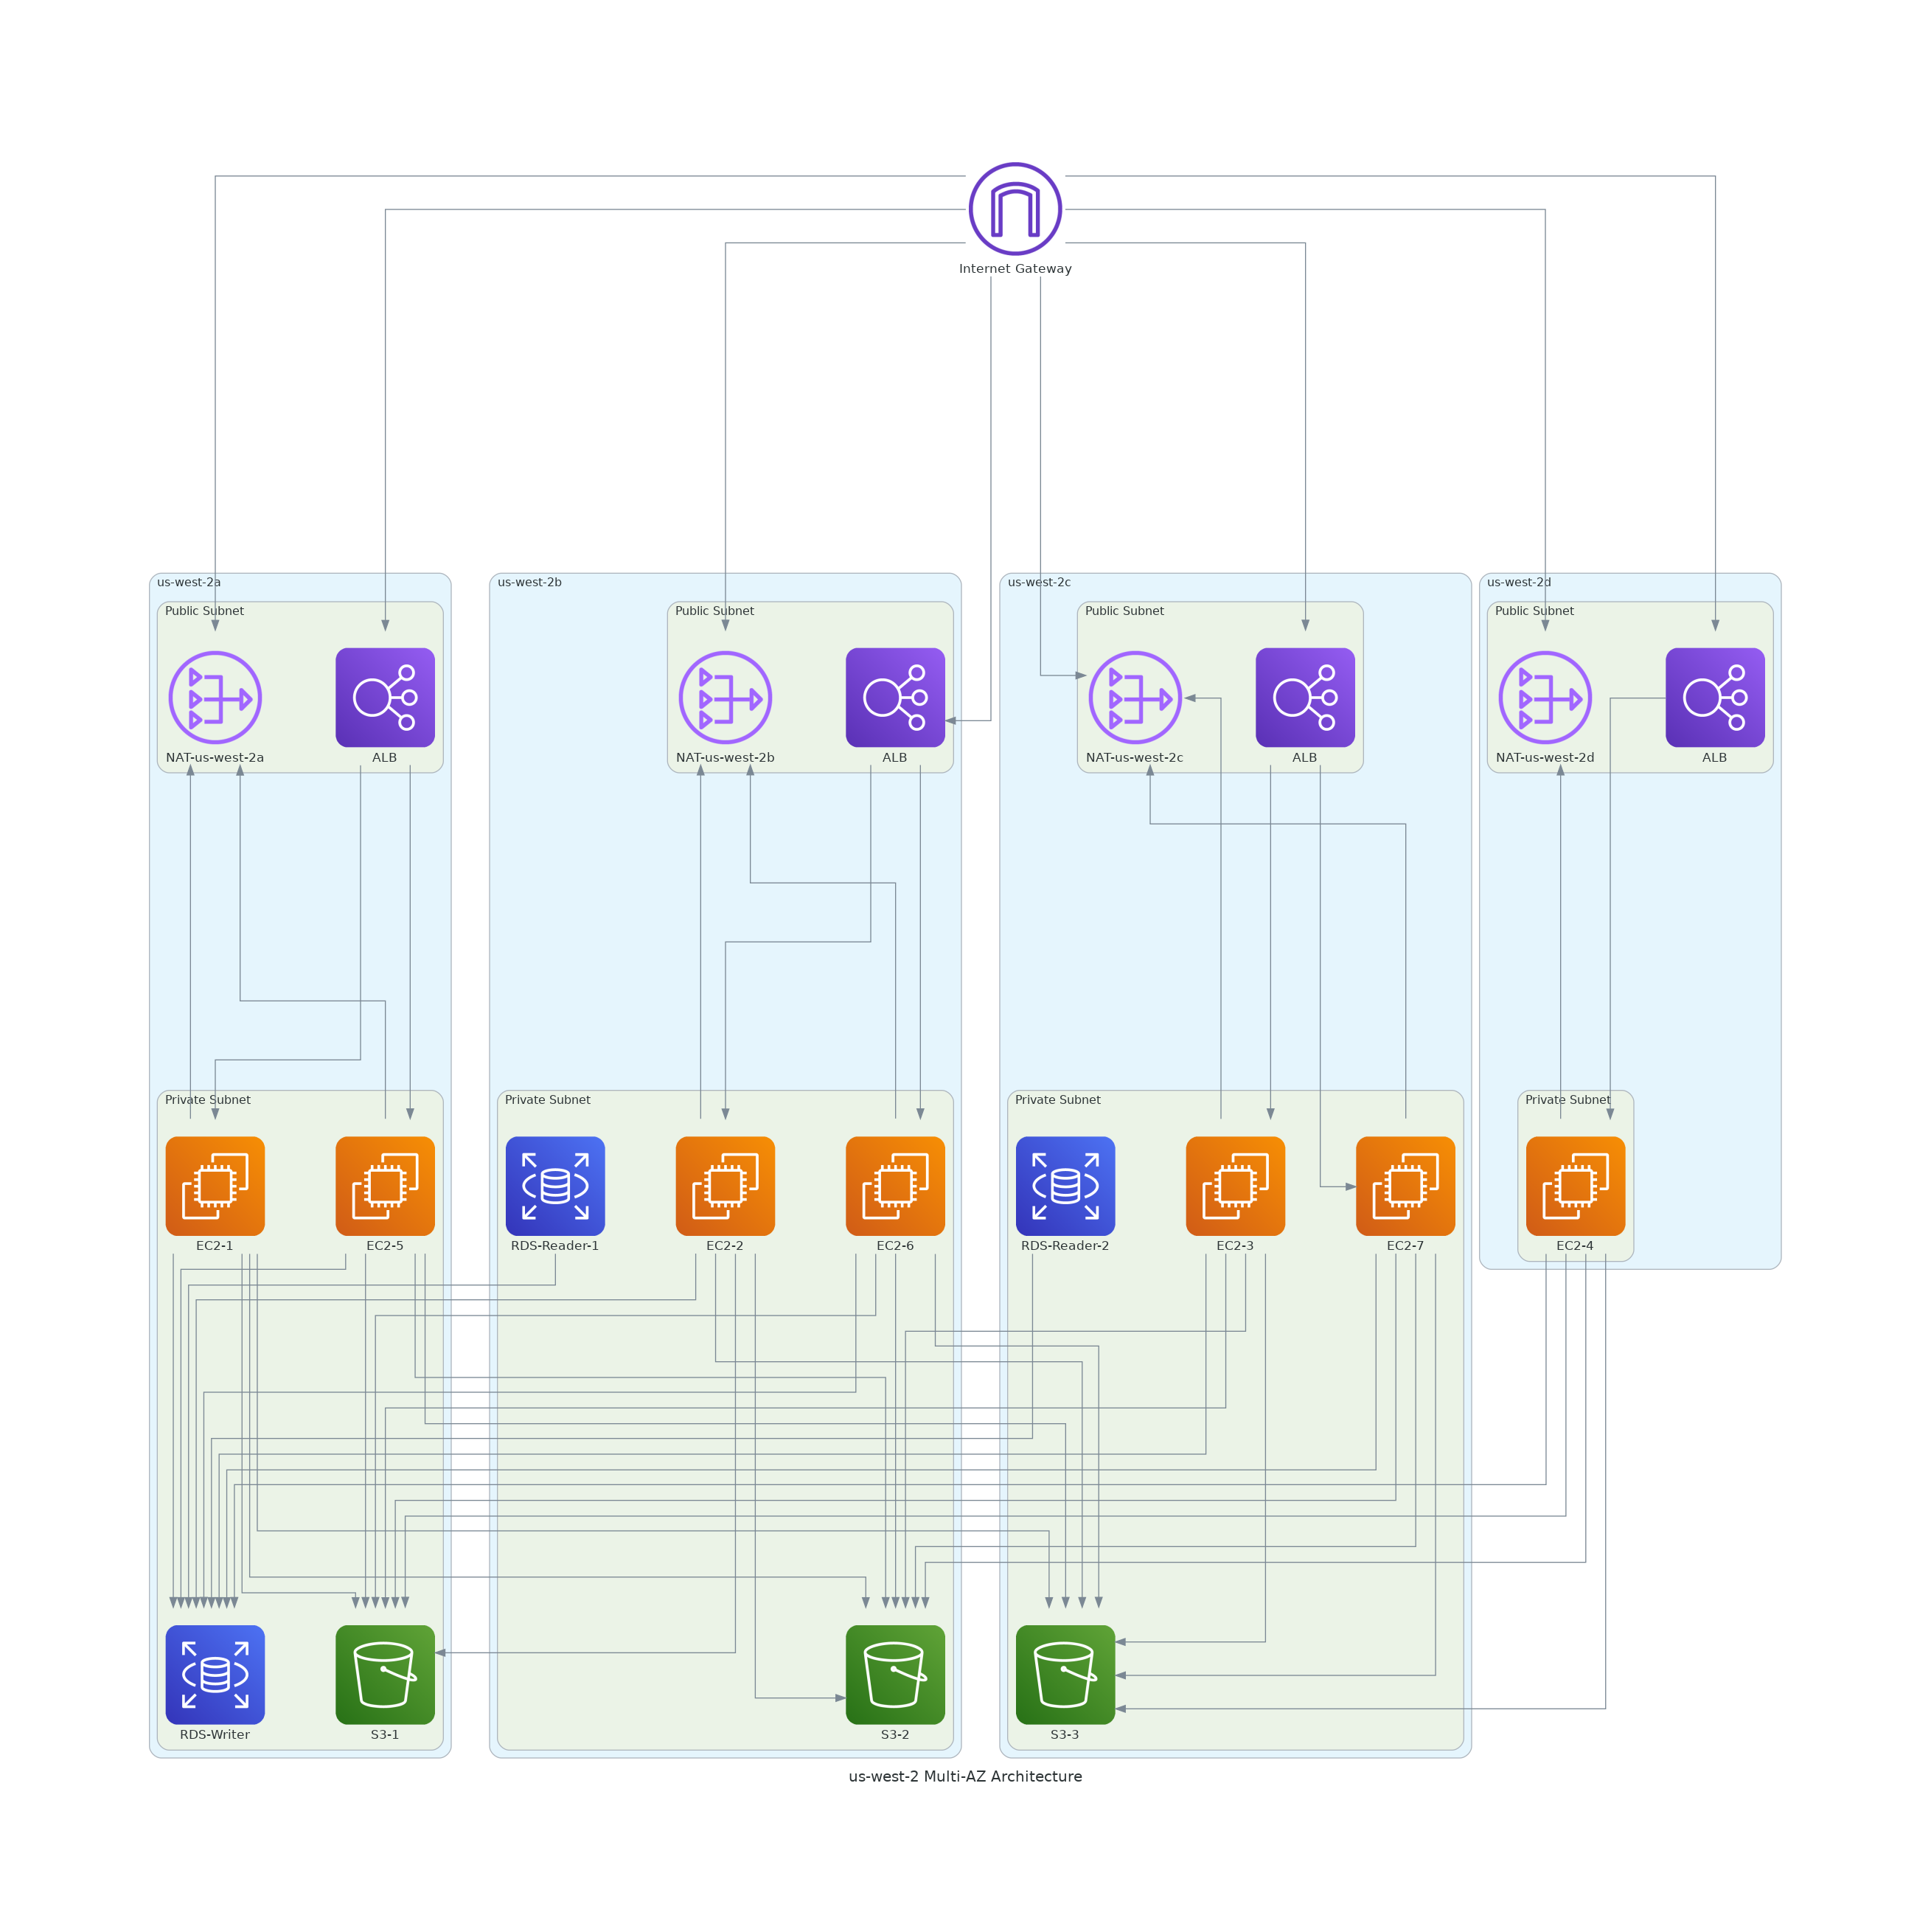 Internet Gateway
us-west-2a
us-west-2b
us-west-2c
us-west-2d
Public Subnet
Public Subnet
Public Subnet
Public Subnet
NAT-us-west-2a
ALB
NAT-us-west-2b
ALB
NAT-us-west-2c
ALB
NAT-us-west-2d
ALB
Private Subnet
Private Subnet
Private Subnet
Private Subnet
EC2-1
EC2-5
RDS-Reader-1
EC2-2
EC2-6
RDS-Reader-2
EC2-3
EC2-7
EC2-4
RDS-Writer
S3-1
S3-2
S3-3
us-west-2 Multi-AZ Architecture